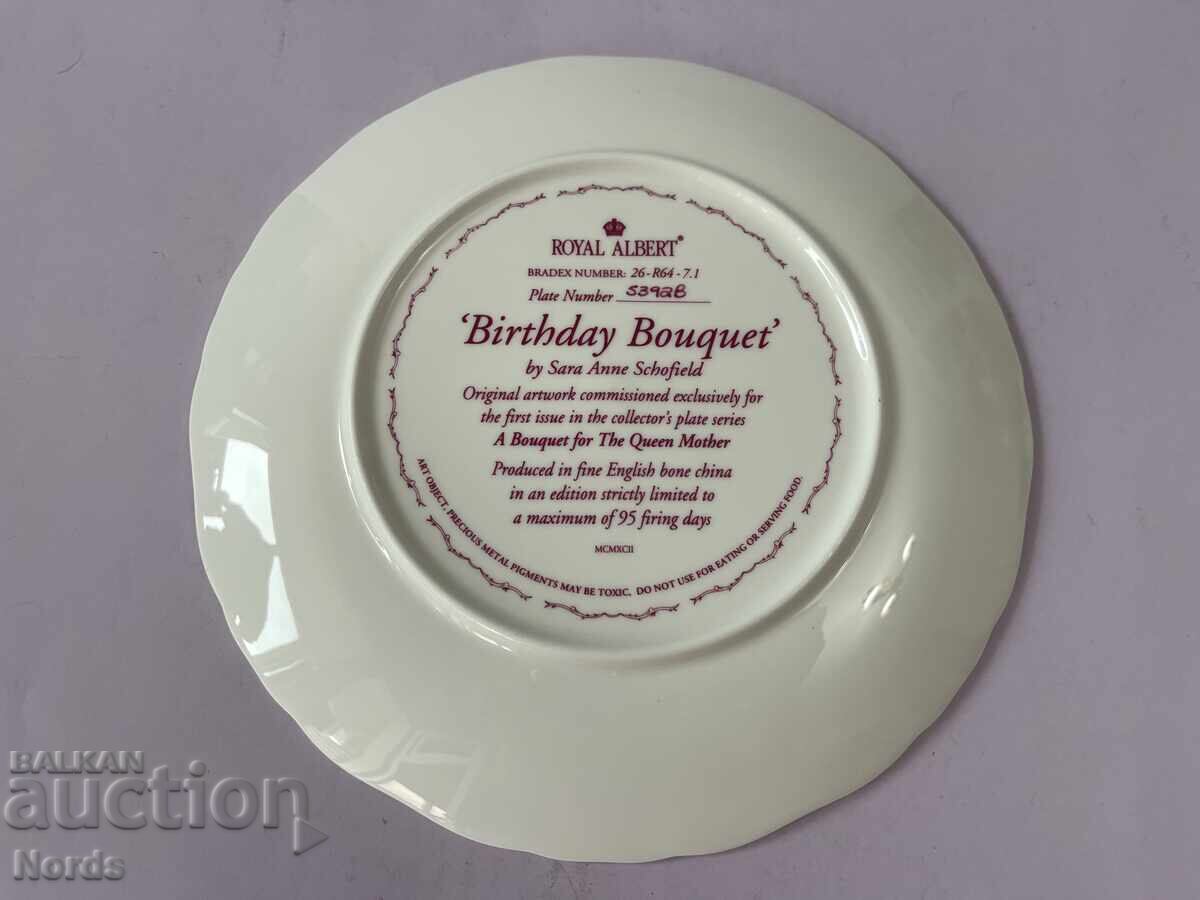 ROYAL ALBERT®
BRADEX NUMBER: 26-R64-7.1
Plate Number 5392B
'Birthday Bouquet'
by Sara Anne Schofield
Original artwork commissioned exclusively for
the first issue in the collector's plate series
A Bouquet for The Queen Mother
Produced in fine English bone china
in an edition strictly limited to
a maximum of 95 firing days
MCMXCII
ART OBJECT, PRECIOUS METAL PIGMENTS MAY BE TOXIC. DO NOT USE FOR EATING OR SERVING FOOD.
BALKAN
auction
Nords